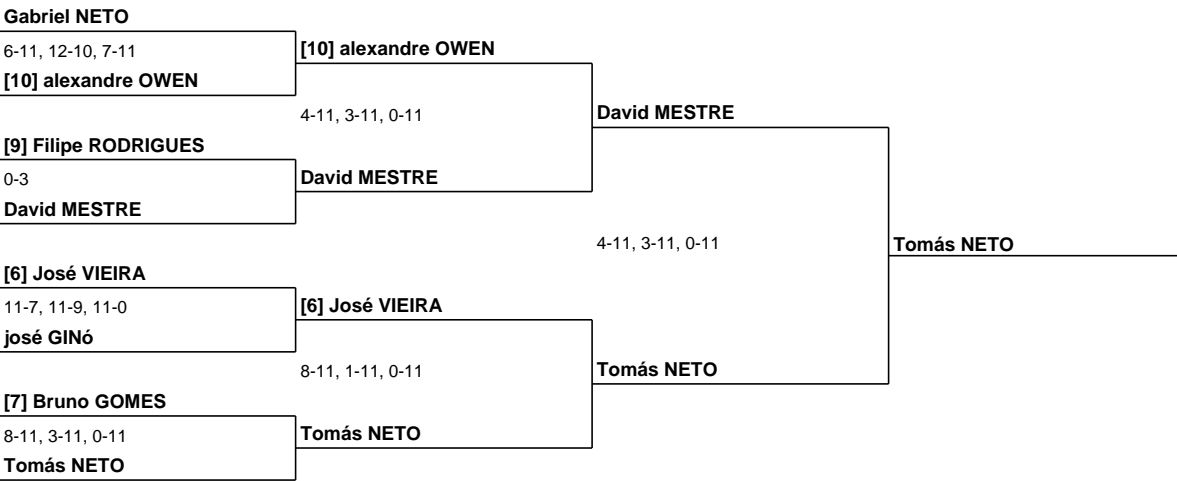 Gabriel NETO
6-11, 12-10, 7-11
[10] alexandre OWEN
[10] alexandre OWEN
4-11, 3-11, 0-11
David MESTRE
[9] Filipe RODRIGUES
0-3
David MESTRE
David MESTRE
4-11, 3-11, 0-11
Tomás NETO
[6] José VIEIRA
11-7, 11-9, 11-0
[6] José VIEIRA
josé GINó
8-11, 1-11, 0-11
Tomás NETO
[7] Bruno GOMES
8-11, 3-11, 0-11
Tomás NETO
Tomás NETO